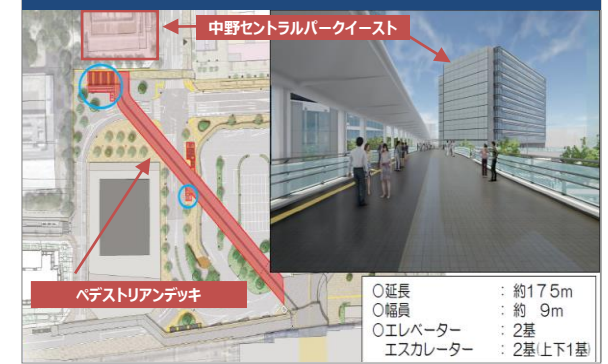 中野セントラルパークイースト
ペデストリアンデッキ
○延長 : 約175m
○幅員 : 約 9m
○エレベーター : 2基
エスカレーター : 2基(上下1基)